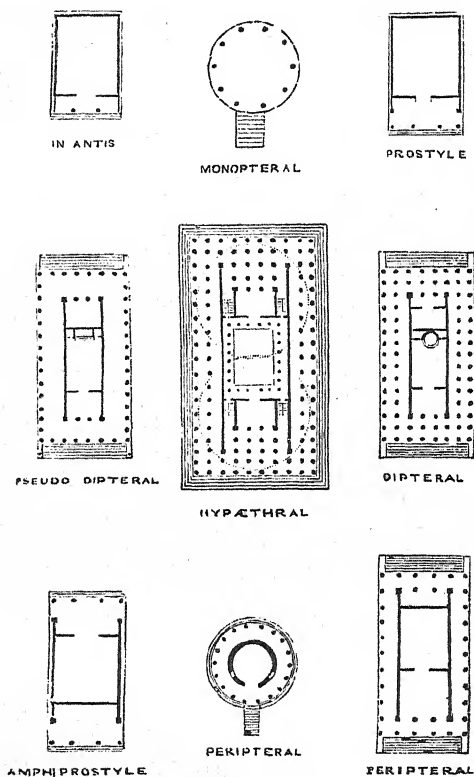 IN ANTIS
MONOPTERAL
PROSTYLE
PSEUDO DIPTERAL
HYPÆTHRAL
DIPTERAL
AMPHIPROSTYLE
PERIPTERAL
PERIPTERAL